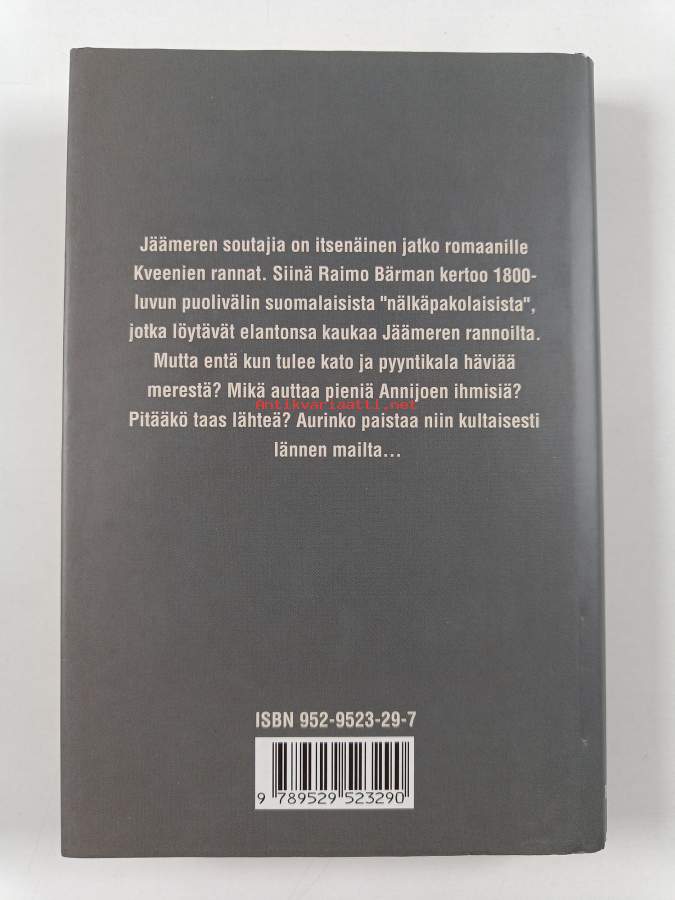 Jäämeren soutajia on itsenäinen jatko romaanille
Kveenien rannat. Siinä Raimo Bärman kertoo 1800-
luvun puolivälin suomalaisista "nälkäpakolaisista",
jotka löytävät elantonsa kaukaa Jäämeren rannoilta.
Mutta entä kun tulee kato ja pyyntikala häviää
merestä? Mikä auttaa pieniä Annijoen ihmisiä?
Antikvariaatti.net
Pitääkö taas lähteä? Aurinko paistaa niin kultaisesti
lännen mailta...
ISBN 952-9523-29-7
9 789529 523290